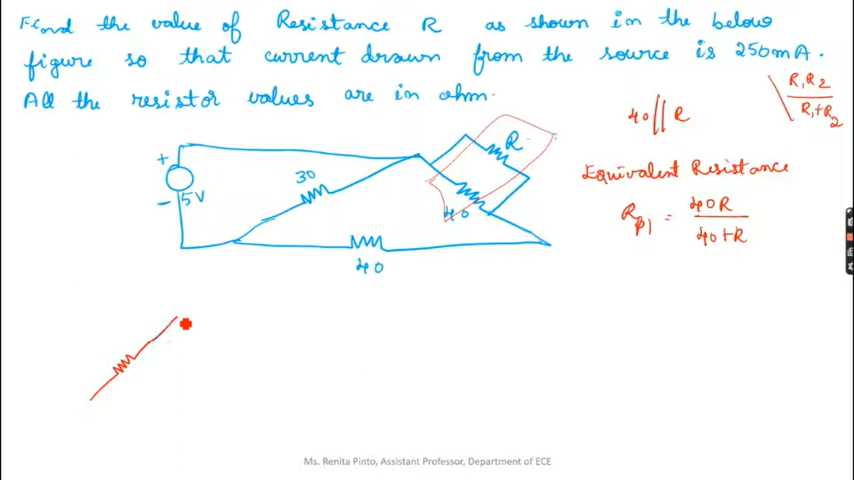 Find the value of Resistance R as shown in the below
figure so that current drawn from the source is 250mA.
All the resistor values are in ohm.
R1R2
R1+R2
40 || R
+
R
30
Equivalent Resistance
5V
-
40
Rp1 = 40R
40+R
40
Ms. Renita Pinto, Assistant Professor, Department of ECE